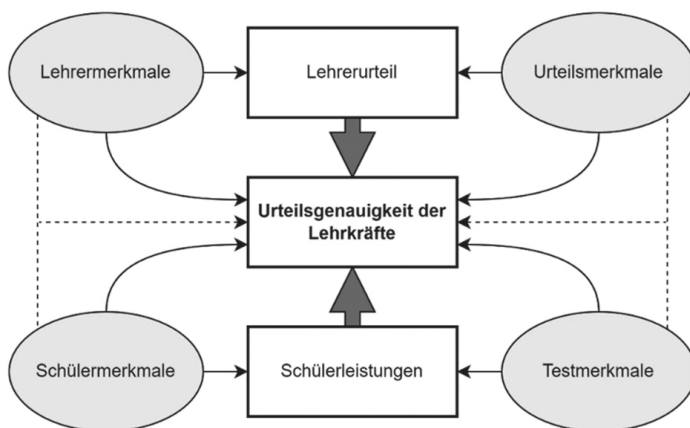 Lehrermerkmale
Lehrerurteil
Urteilsmerkmale
Urteilsgenauigkeit der
Lehrkräfte
Schülermerkmale
Schülerleistungen
Testmerkmale